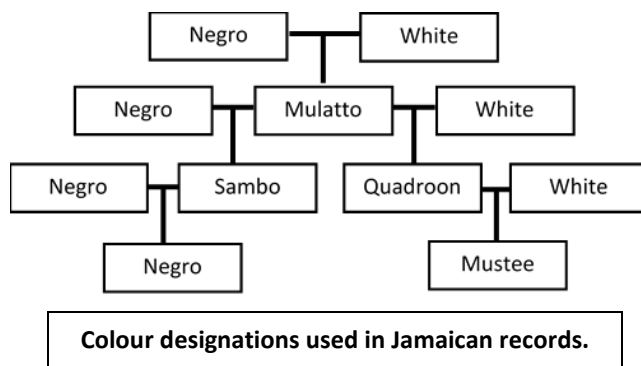 Negro White
Negro Mulatto White
Negro Sambo Quadroon White
Negro Mustee
Colour designations used in Jamaican records.